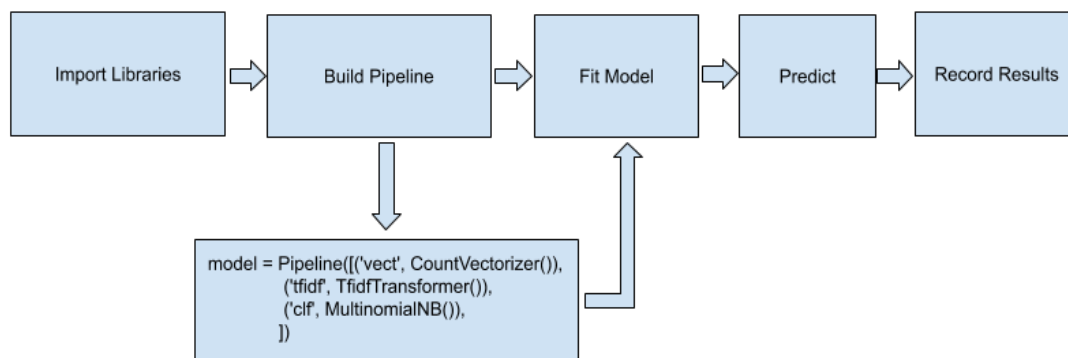 Import Libraries
Build Pipeline
Fit Model
Predict
Record Results
model = Pipeline([('vect', CountVectorizer()),
('tfidf', TfidfTransformer()),
('clf', MultinomialNB()),
])